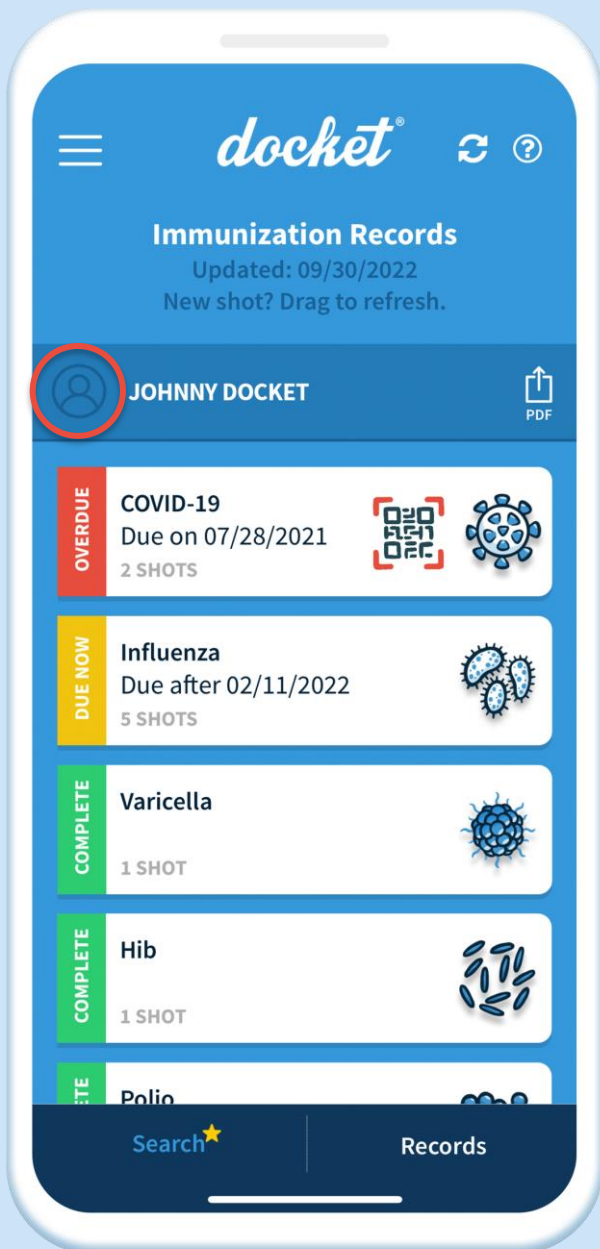 docket®
Immunization Records
Updated: 09/30/2022
New shot? Drag to refresh.
JOHNNY DOCKET
PDF
OVERDUE
COVID-19
Due on 07/28/2021
2 SHOTS
DUE NOW
Influenza
Due after 02/11/2022
5 SHOTS
COMPLETE
Varicella
1 SHOT
COMPLETE
Hib
1 SHOT
ETE
Polio
Search
Records